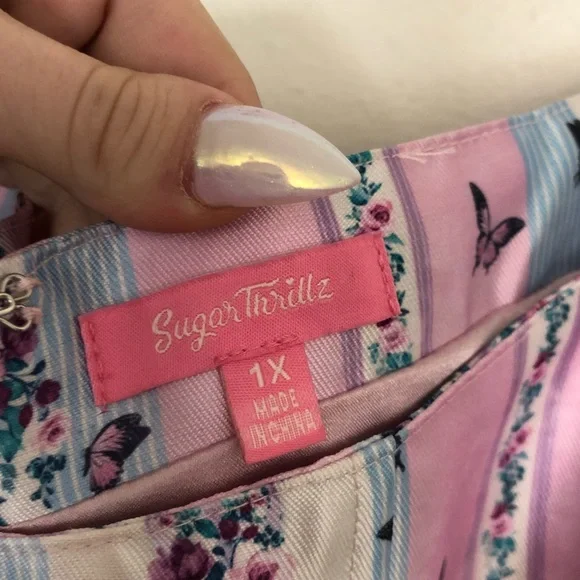 Sugar Thrillz
1X
MADE
IN CHINA